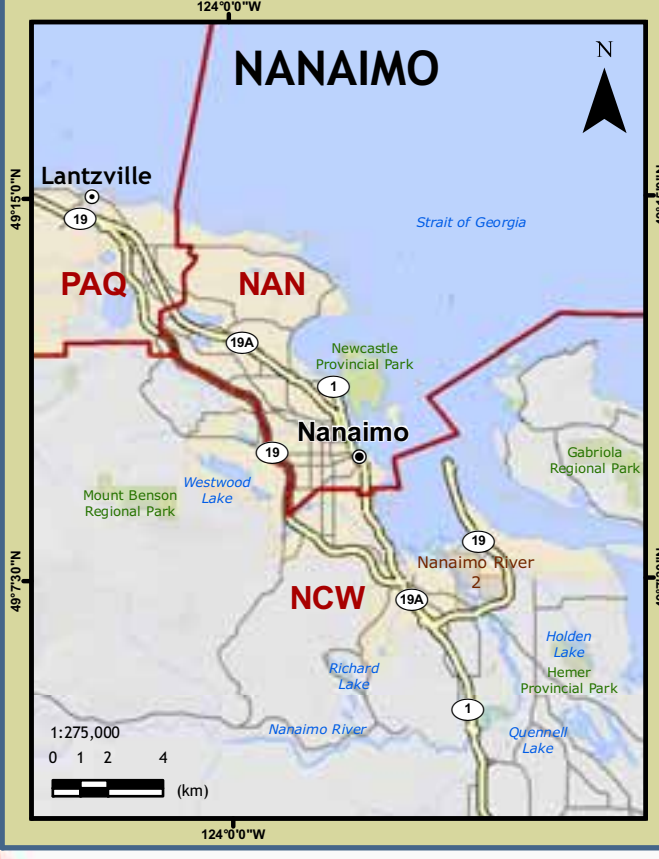 124°0'0"W
NANAIMO
N
Lantzville
49°15'0"N
19
Strait of Georgia
PAQ
NAN
19A
Newcastle
Provincial Park
1
Nanaimo
19
Gabriola
Regional Park
Westwood
Lake
Mount Benson
Regional Park
19
Nanaimo River
2
49°7'30"N
NCW
19A
Holden
Lake
Richard
Lake
Hemer
Provincial Park
1
Nanaimo River
Quennell
Lake
1:275,000
0 1 2 4
(km)
124°0'0"W